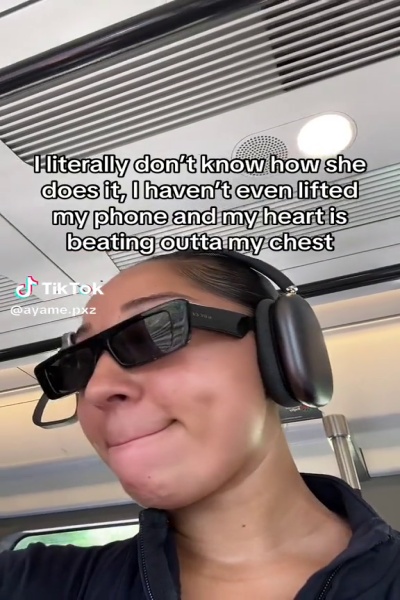 I literally don't know how she
does it, I haven't even lifted
my phone and my heart is
beating outta my chest
TikTok
@ayame.pxz